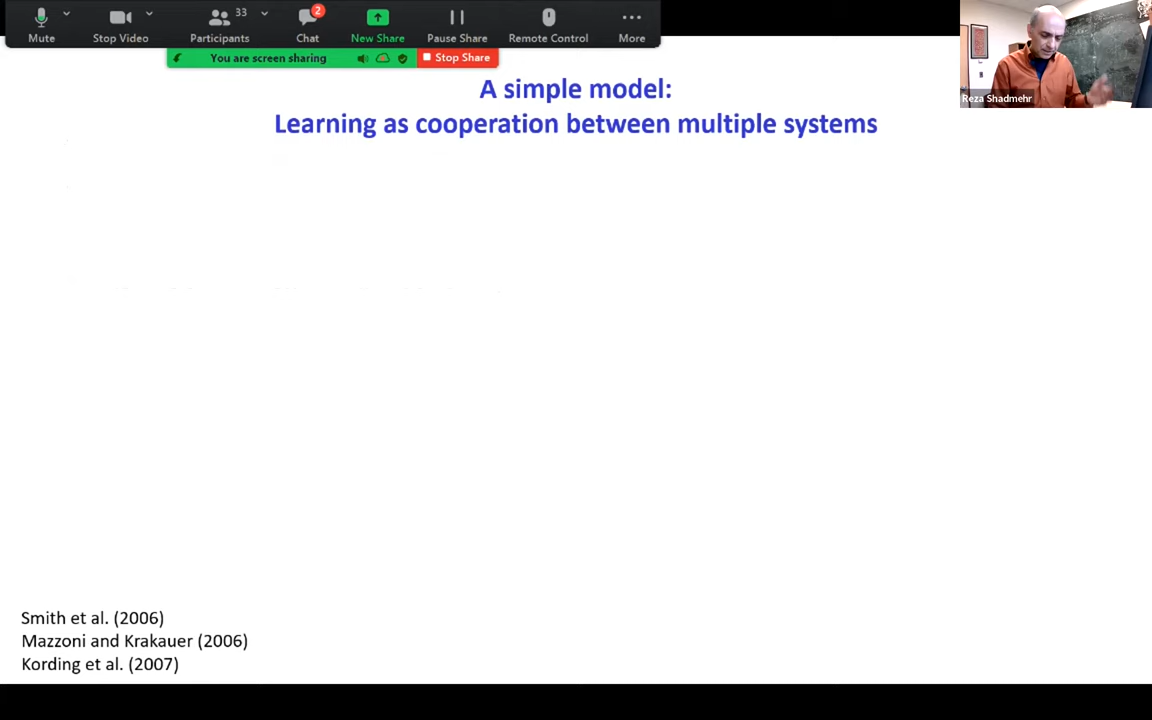 33
2
Mute
Stop Video
Participants
Chat
New Share
Pause Share
Remote Control
More
You are screen sharing
Stop Share
Reza Shadmehr
A simple model:
Learning as cooperation between multiple systems
Smith et al. (2006)
Mazzoni and Krakauer (2006)
Kording et al. (2007)